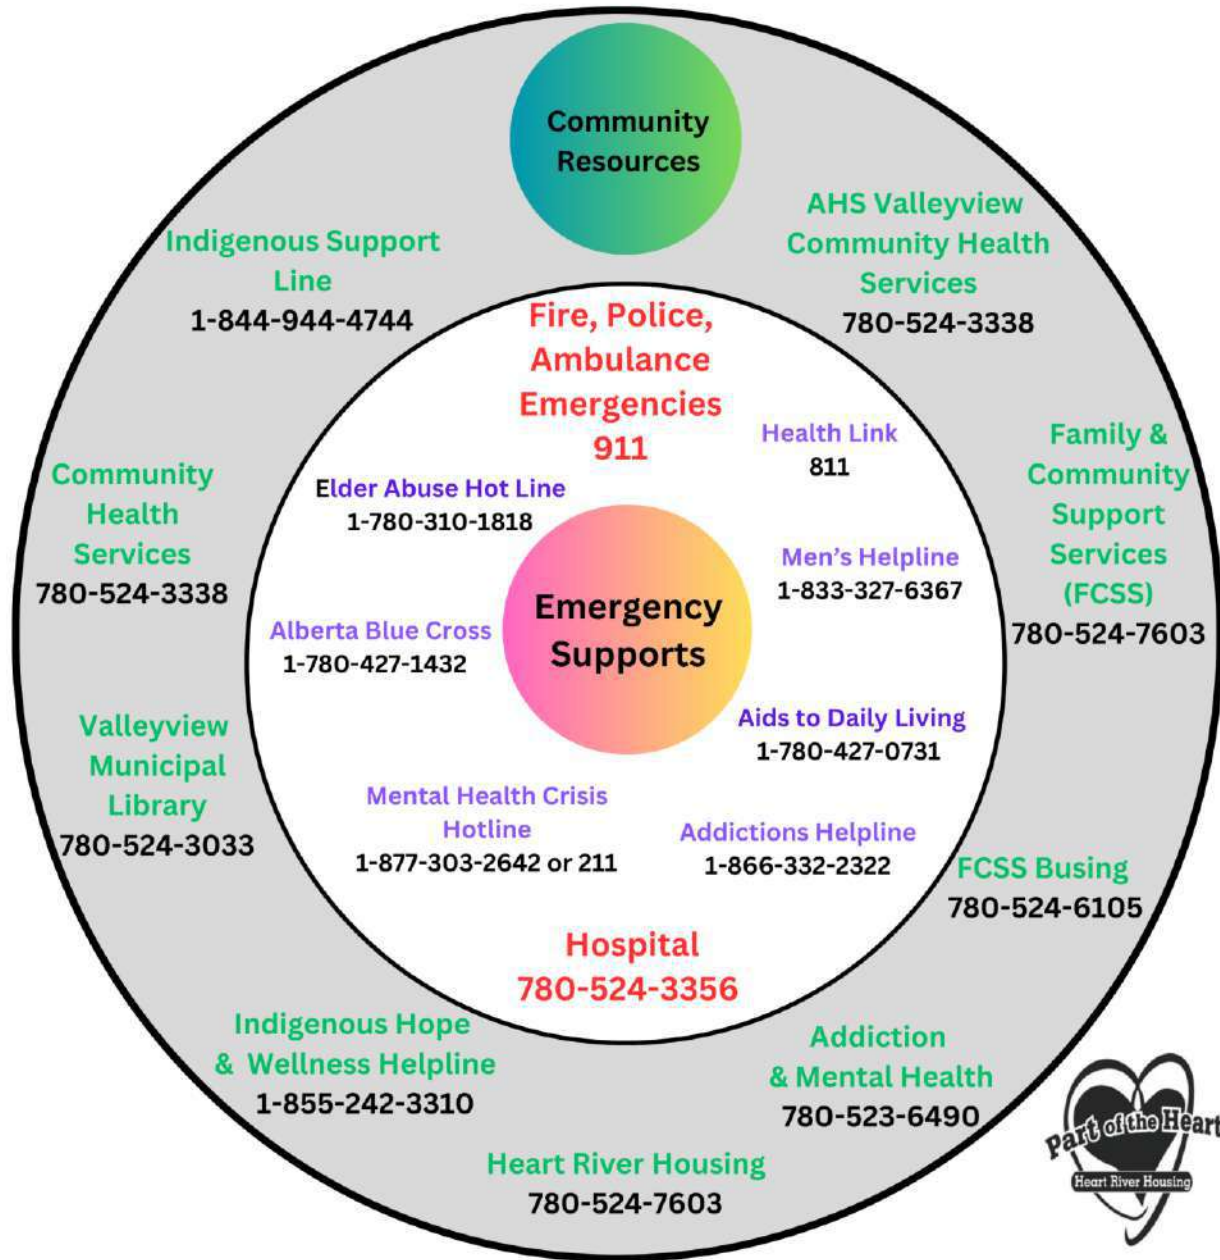 Community
Resources
AHS Valleyview
Community Health
Services
780-524-3338
Family &
Community
Support
Services
(FCSS)
780-524-7603
FCSS Busing
780-524-6105
Addiction
& Mental Health
780-523-6490
Heart River Housing
780-524-7603
Indigenous Hope
& Wellness Helpline
1-855-242-3310
Valleyview
Municipal
Library
780-524-3033
Community
Health
Services
780-524-3338
Indigenous Support
Line
1-844-944-4744
Fire, Police,
Ambulance
Emergencies
911
Health Link
811
Men's Helpline
1-833-327-6367
Aids to Daily Living
1-780-427-0731
Addictions Helpline
1-866-332-2322
Hospital
780-524-3356
Mental Health Crisis
Hotline
1-877-303-2642 or 211
Alberta Blue Cross
1-780-427-1432
Elder Abuse Hot Line
1-780-310-1818
Emergency
Supports
Part of the Heart
Heart River Housing